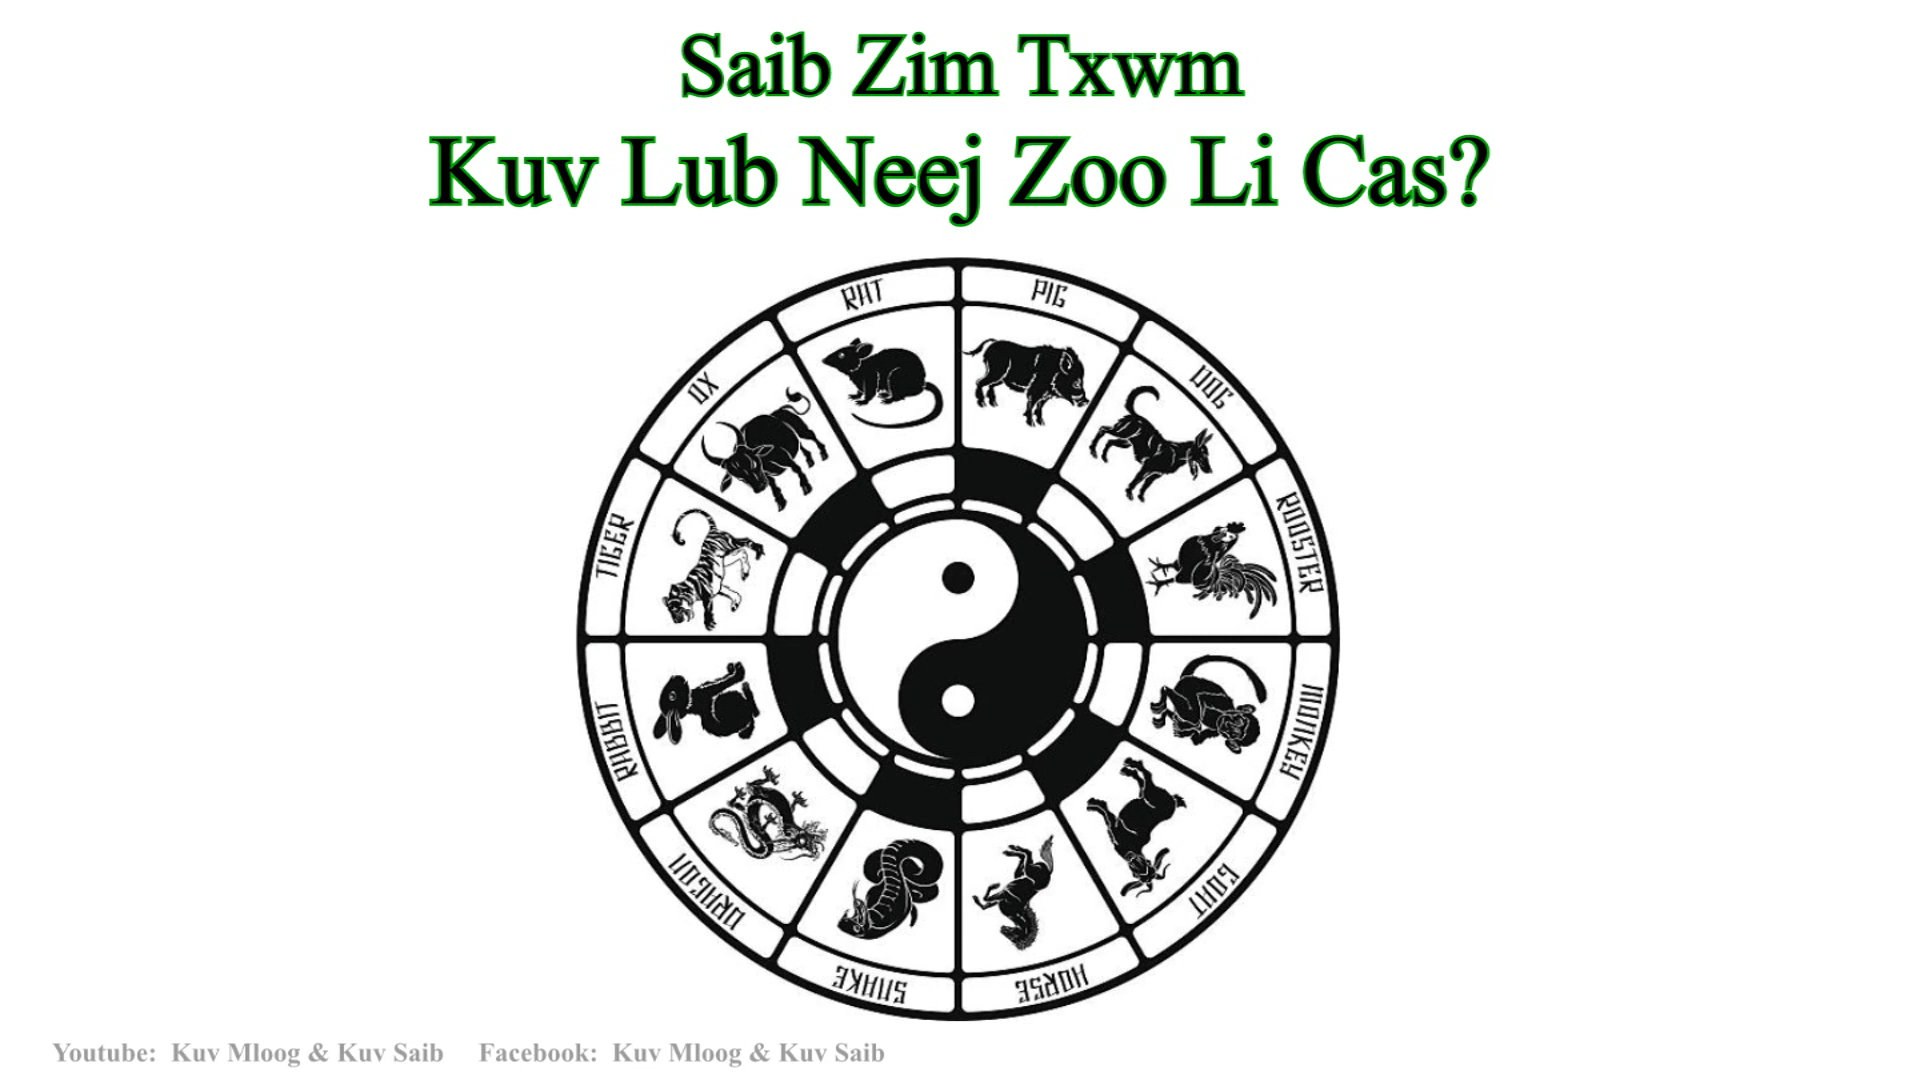 Saib Zim Txwm
Kuv Lub Neej Zoo Li Cas?
RAT
PIG
DOG
ROOSTER
MONKEY
GOAT
HORSE
SNAKE
DRAGON
RABBIT
TIGER
OX
Youtube: Kuv Mloog & Kuv Saib Facebook: Kuv Mloog & Kuv Saib